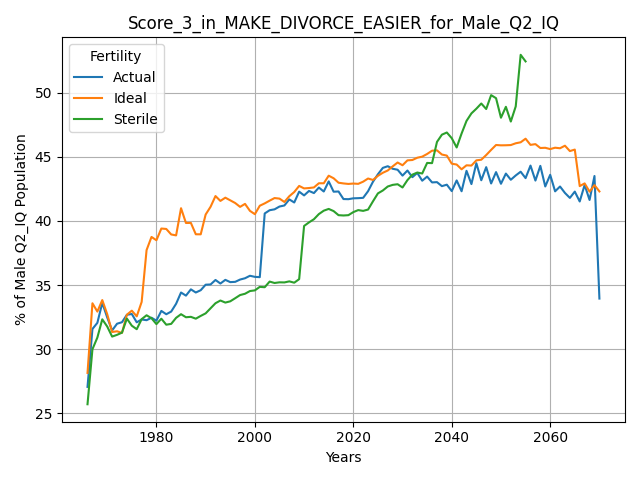 Score_3_in_MAKE_DIVORCE_EASIER_for_Male_Q2_IQ
Fertility
Actual
Ideal
Sterile
% of Male Q2_IQ Population
50
45
40
35
30
25
1980
2000
2020
2040
2060
Years